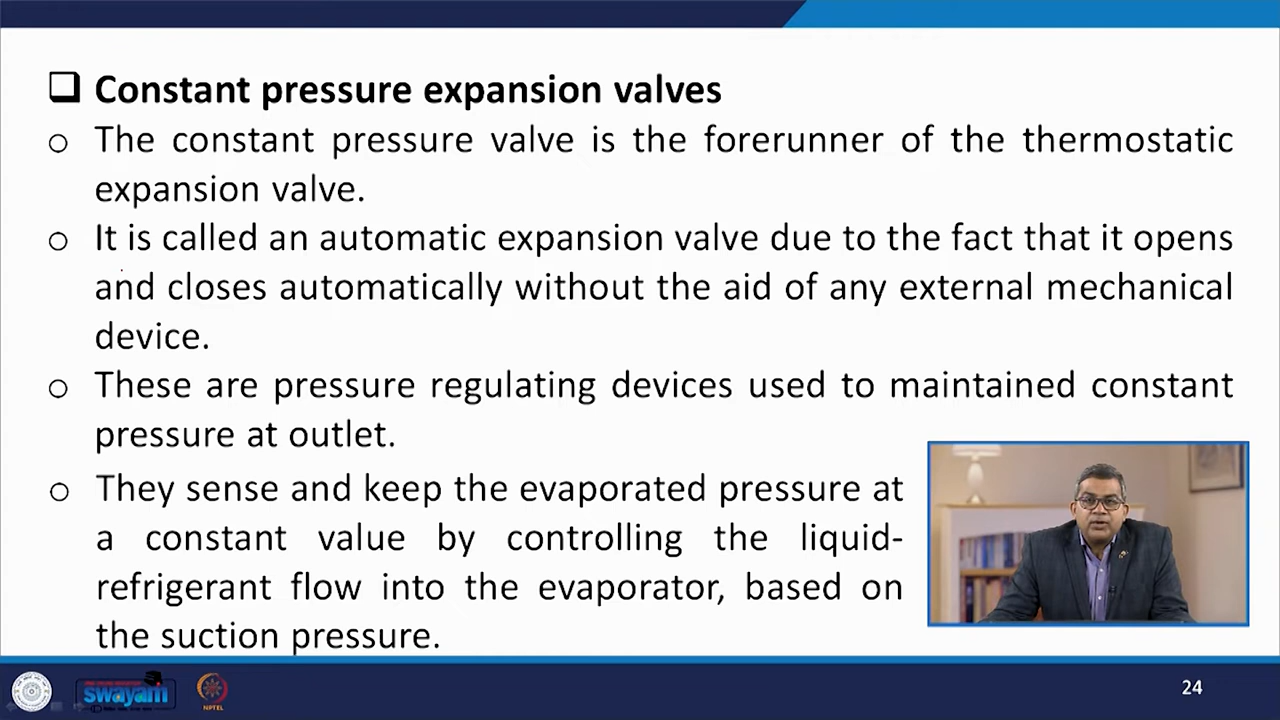 Constant pressure expansion valves
o The constant pressure valve is the forerunner of the thermostatic
expansion valve.
o It is called an automatic expansion valve due to the fact that it opens
and closes automatically without the aid of any external mechanical
device.
o These are pressure regulating devices used to maintained constant
pressure at outlet.
o They sense and keep the evaporated pressure at
a constant value by controlling the liquid-
refrigerant flow into the evaporator, based on
the suction pressure.
swayam
NPTEL
24